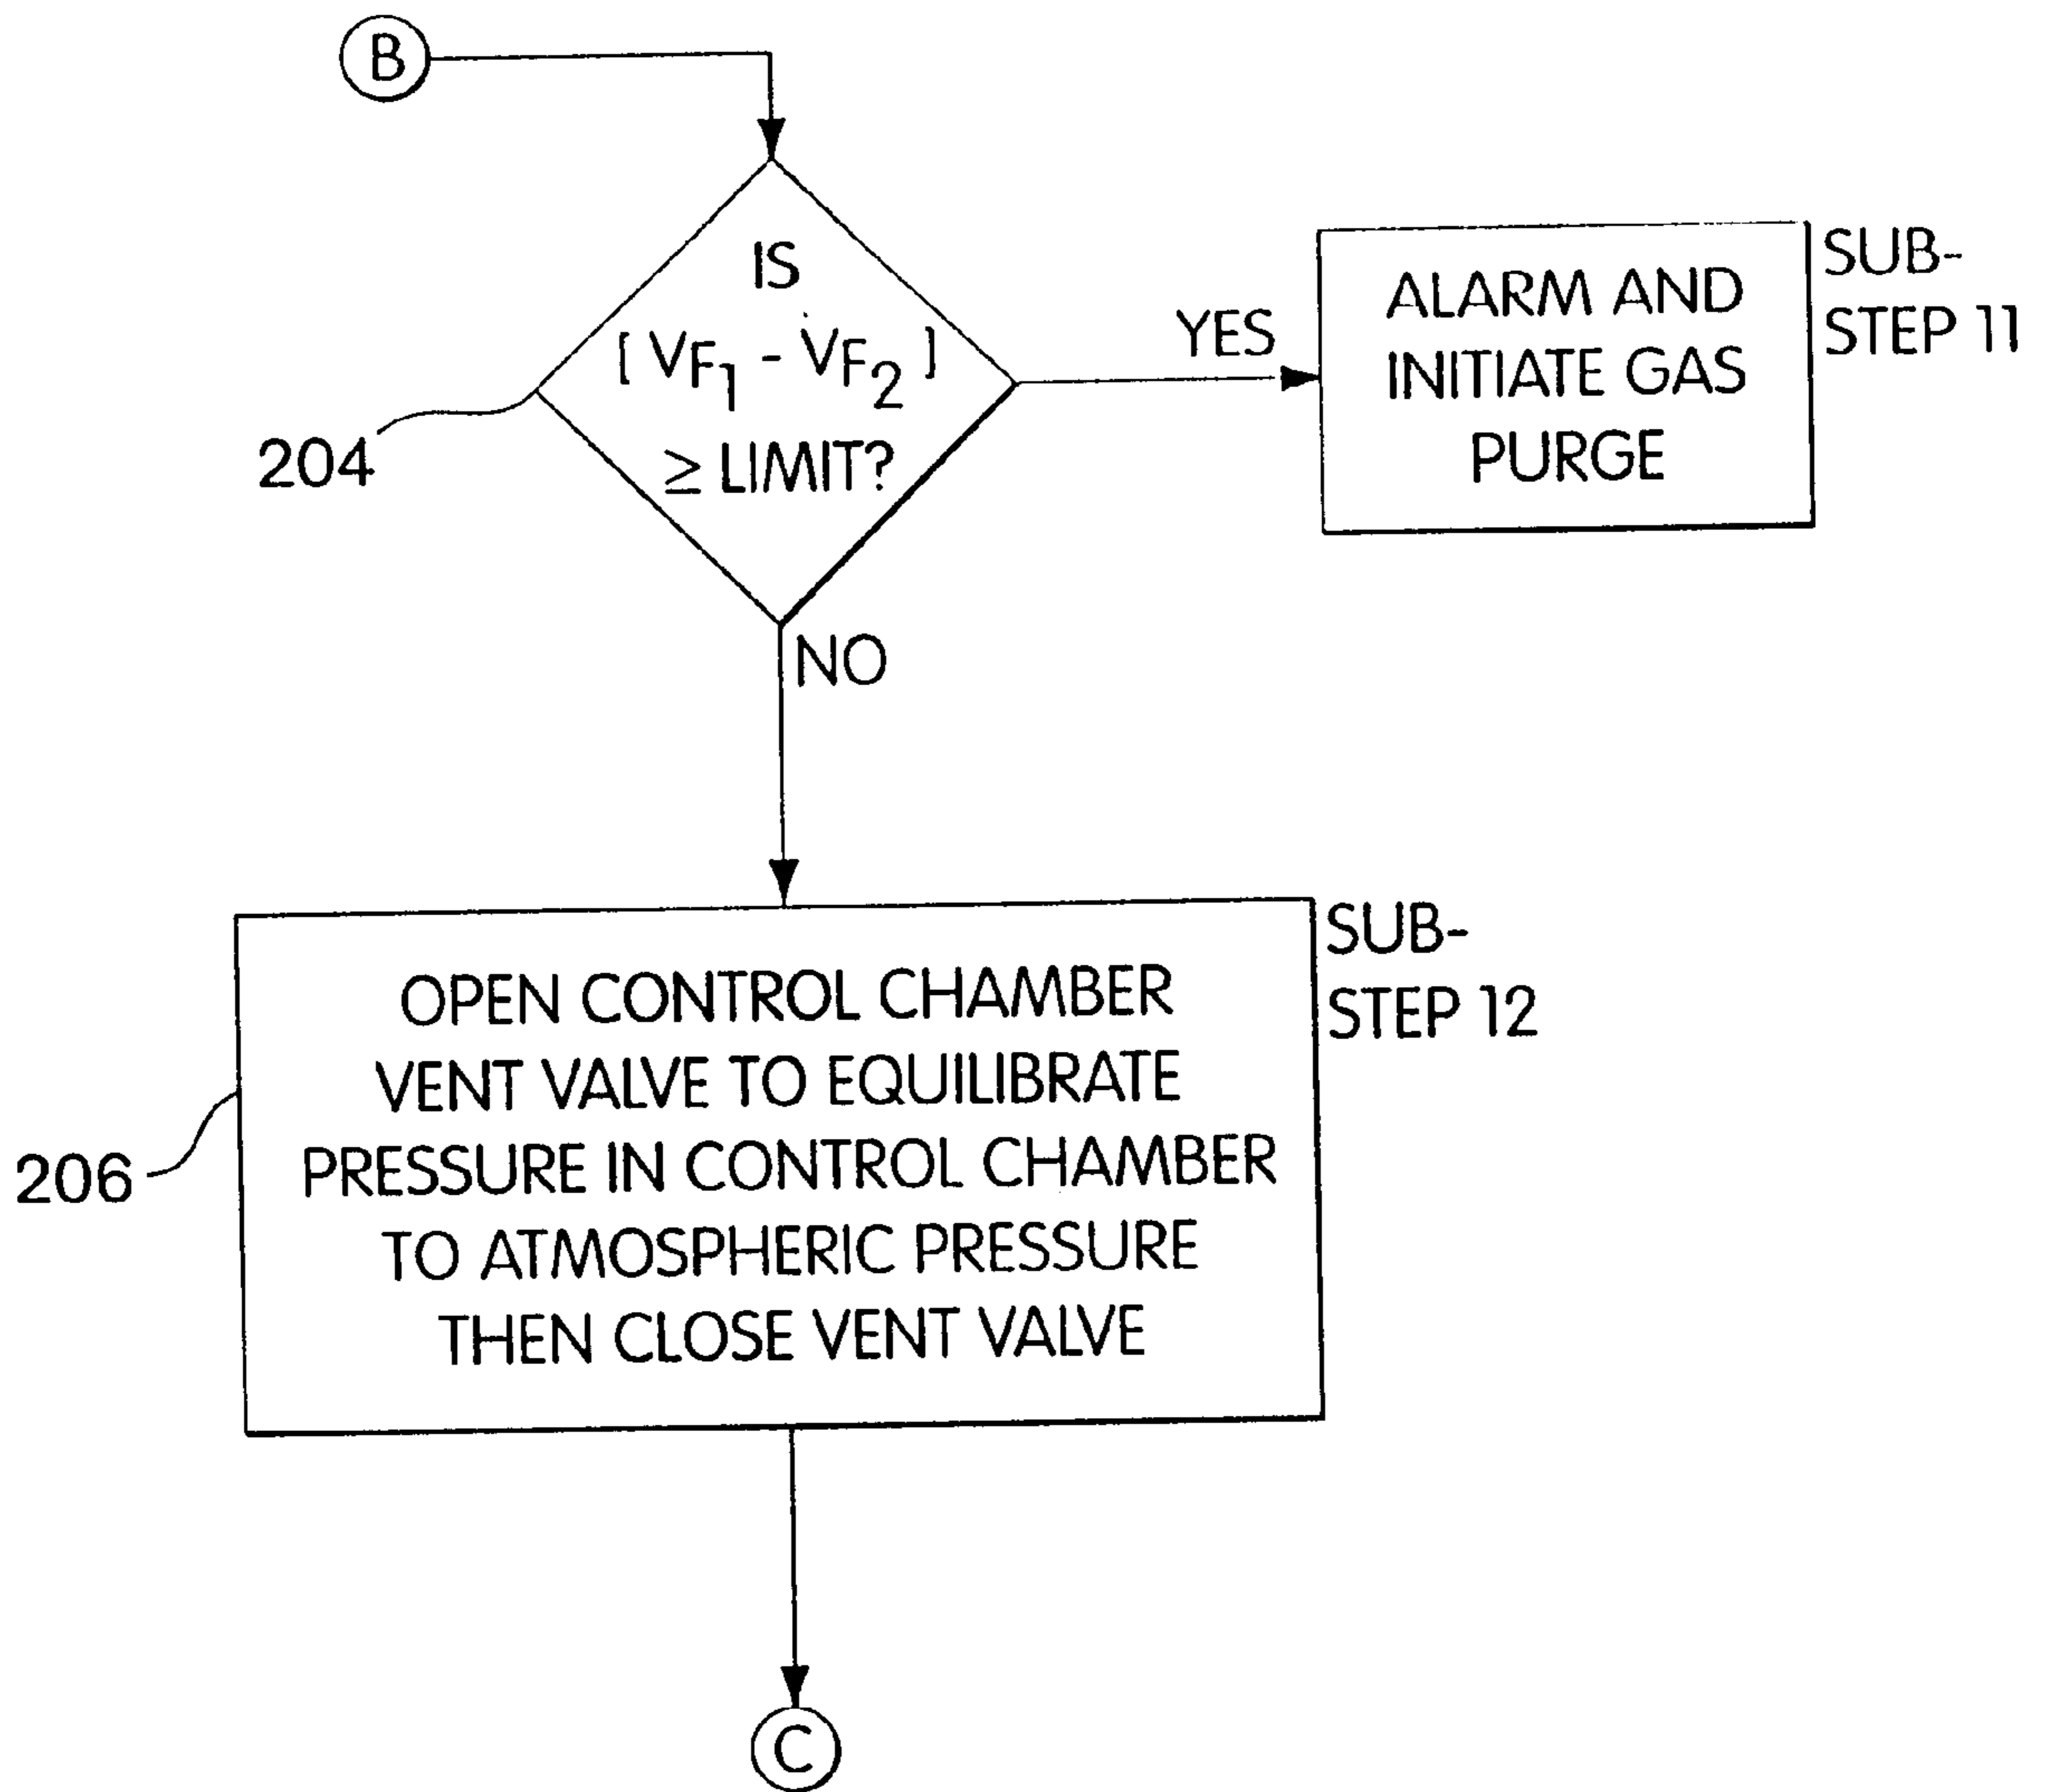 B
IS
[ VF1 - VF2 ]
≥ LIMIT?
204
YES
ALARM AND
INITIATE GAS
PURGE
SUB-
STEP 11
NO
OPEN CONTROL CHAMBER
VENT VALVE TO EQUILIBRATE
PRESSURE IN CONTROL CHAMBER
TO ATMOSPHERIC PRESSURE
THEN CLOSE VENT VALVE
SUB-
STEP 12
206
C